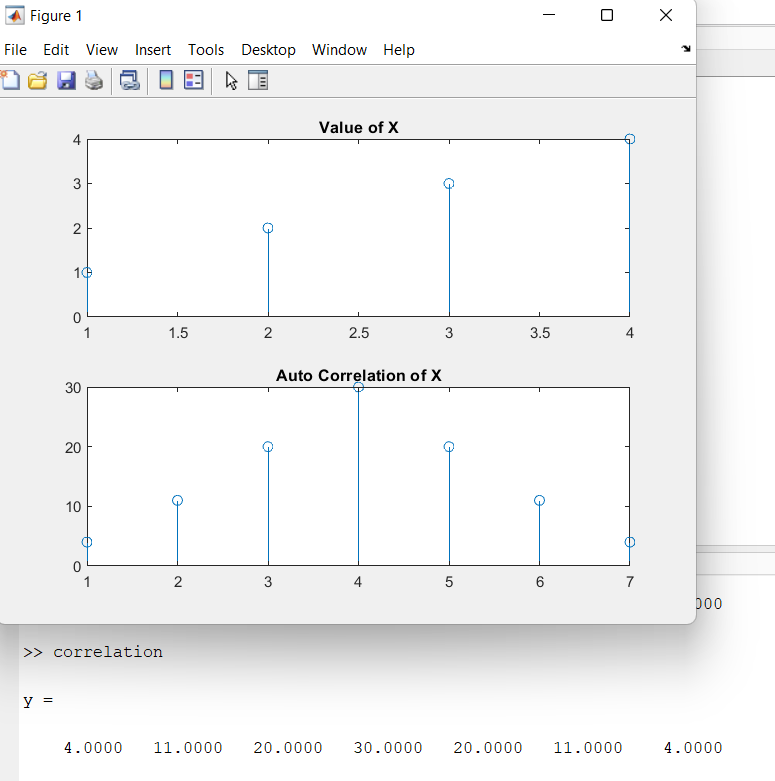 Figure 1
File Edit View Insert Tools Desktop Window Help
Value of X
4
3
2
1
0
1 1.5 2 2.5 3 3.5 4
Auto Correlation of X
30
20
10
0
1 2 3 4 5 6 7
000
>> correlation
y =
4.0000 11.0000 20.0000 30.0000 20.0000 11.0000 4.0000